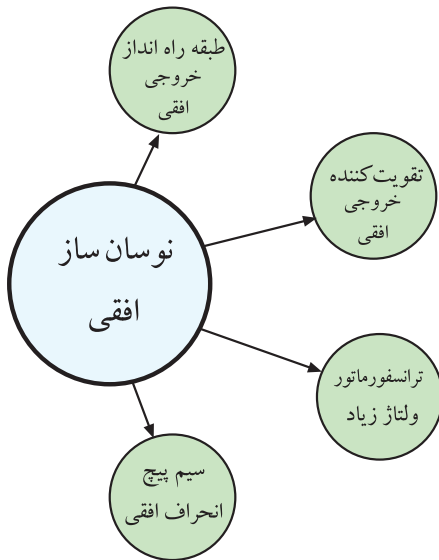 طبقه راه انداز
خروجی
افقی
تقویت‌کننده
خروجی
افقی
نوسان ساز
افقی
ترانسفورماتور
ولتاژ زیاد
سیم پیچ
انحراف افقی